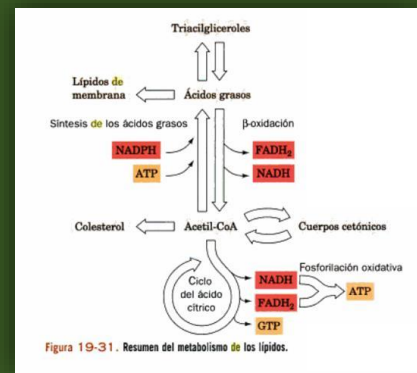 Triacilgliceroles
Lípidos de
membrana
Ácidos grasos
Síntesis de los ácidos grasos
β-oxidación
NADPH
FADH₂
ATP
NADH
Colesterol
Acetil-CoA
Cuerpos cetónicos
Ciclo
del ácido
cítrico
NADH
Fosforilación oxidativa
FADH₂
ATP
GTP
Figura 19-31. Resumen del metabolismo de los lípidos.